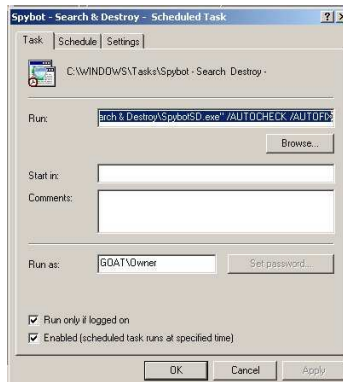 Spybot - Search & Destroy - Scheduled Task
Task Schedule Settings
C:\WINDOWS\Tasks\Spybot - Search Destroy -
Run: arch & Destroy\SpybotSD.exe" /AUTOCHECK /AUTOFIX
Browse...
Start in:
Comments:
Run as: GOAT\Owner Set password...
Run only if logged on
Enabled (scheduled task runs at specified time)
OK Cancel Apply